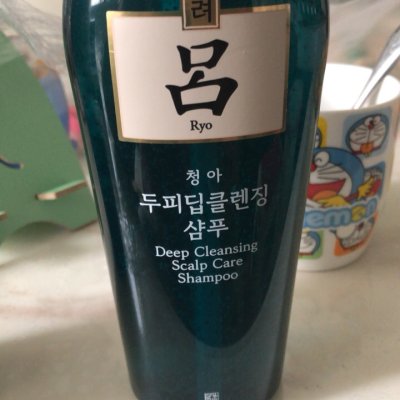 려
呂
Ryo
청아
두피딥클렌징
샴푸
Deep Cleansing
Scalp Care
Shampoo